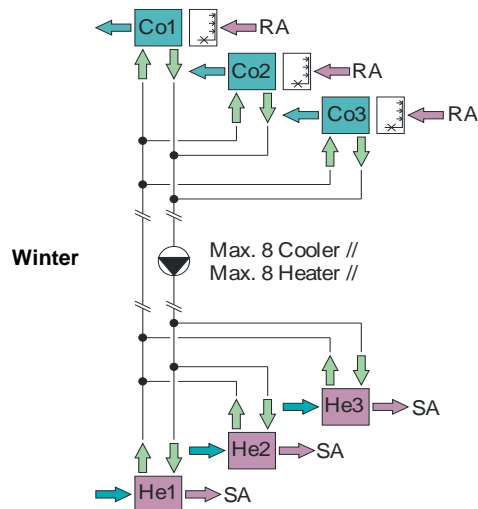 Co1 RA
Co2 RA
Co3 RA
Winter
Max. 8 Cooler //
Max. 8 Heater //
He3 SA
He2 SA
He1 SA